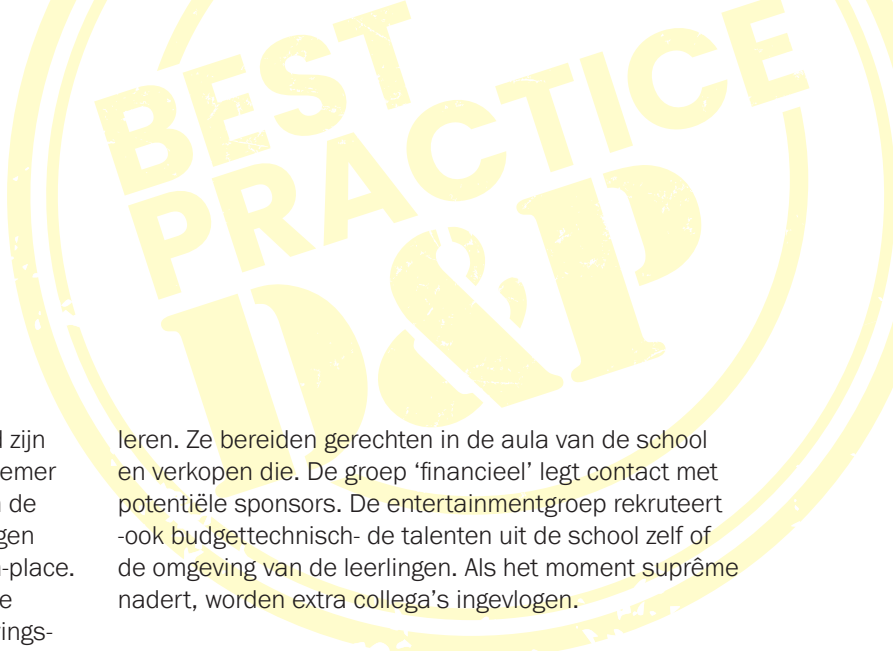 BEST
PRACTICE
D&P
zijn
emer
de
gen
-place.
e
ings-
leren. Ze bereiden gerechten in de aula van de school
en verkopen die. De groep ‘financieel’ legt contact met
potentiële sponsors. De entertainmentgroep rekruteert
-ook budgettechnisch- de talenten uit de school zelf of
de omgeving van de leerlingen. Als het moment suprême
nadert, worden extra collega’s ingevlogen.